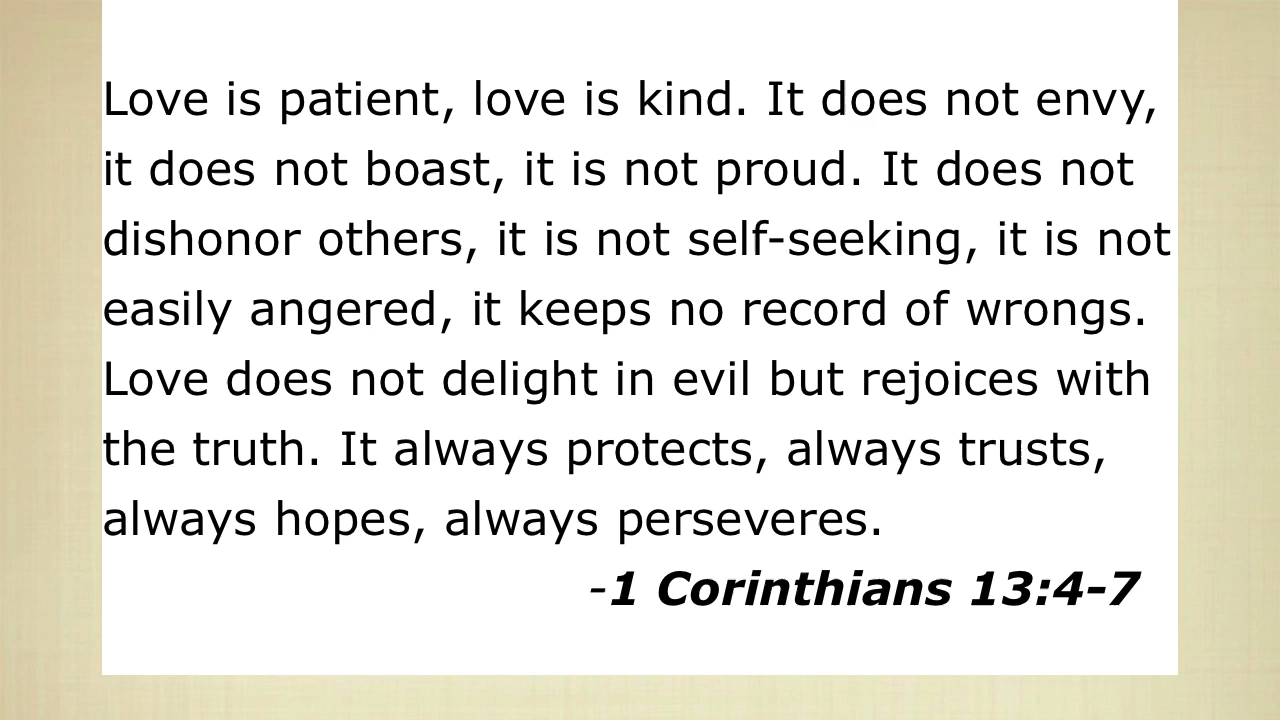 Love is patient, love is kind. It does not envy,
it does not boast, it is not proud. It does not
dishonor others, it is not self-seeking, it is not
easily angered, it keeps no record of wrongs.
Love does not delight in evil but rejoices with
the truth. It always protects, always trusts,
always hopes, always perseveres.
-1 Corinthians 13:4-7